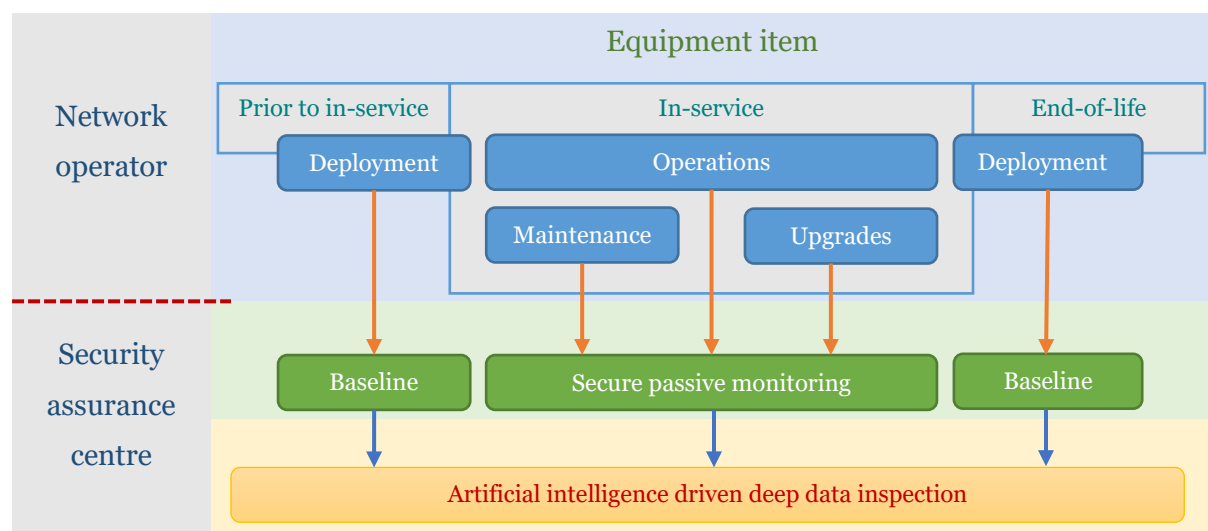 Equipment item
Network
operator
Prior to in-service
In-service
End-of-life
Deployment
Operations
Deployment
Maintenance
Upgrades
Security
assurance
centre
Baseline
Secure passive monitoring
Baseline
Artificial intelligence driven deep data inspection